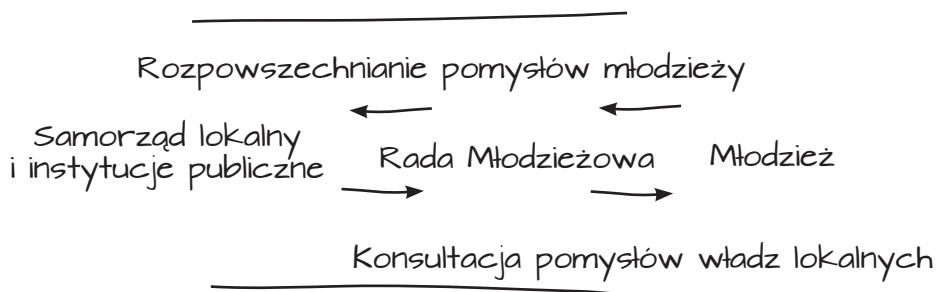 Rozpowszechnianie pomysłów młodzieży
Samorząd lokalny
i instytucje publiczne
Rada Młodzieżowa
Młodzież
Konsultacja pomysłów władz lokalnych